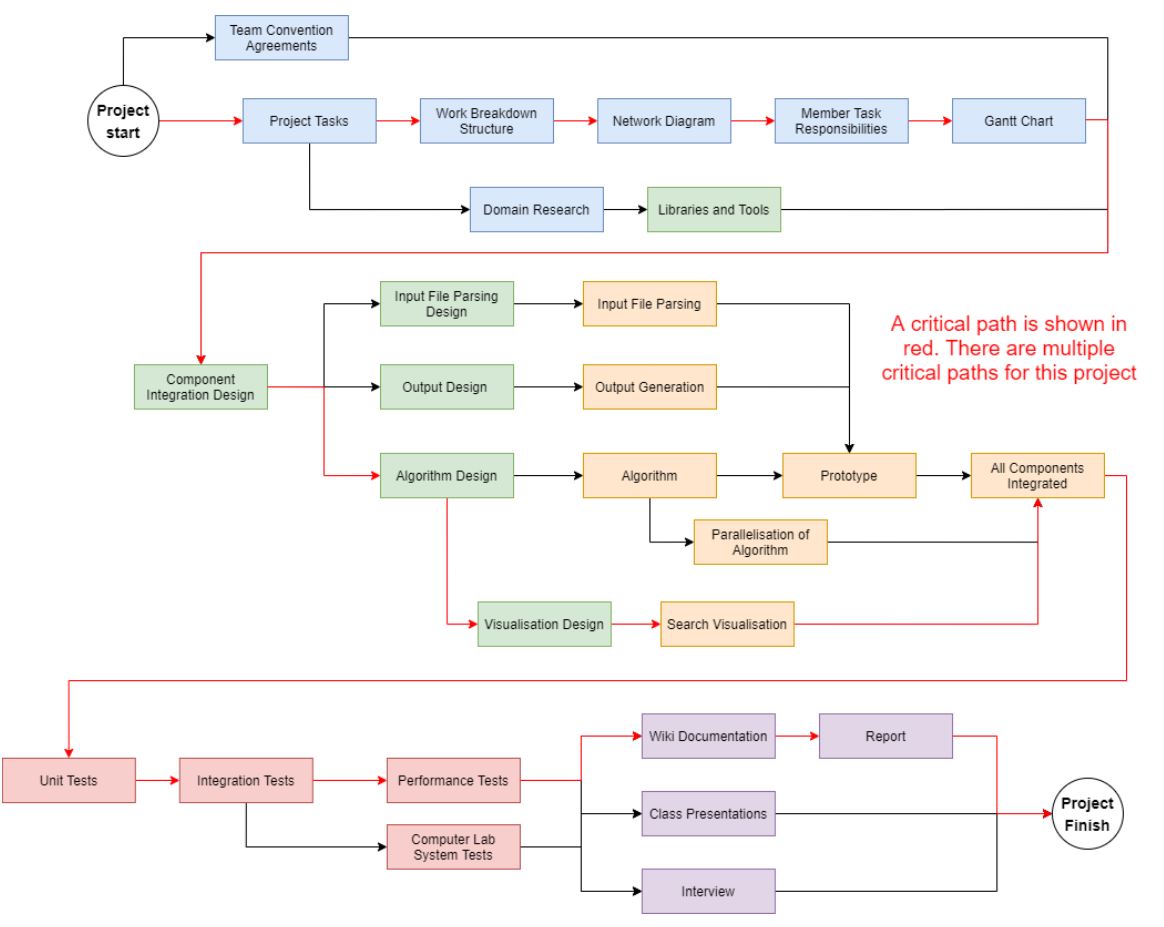 Team Convention
Agreements
Project
start
Project Tasks
Work Breakdown
Structure
Network Diagram
Member Task
Responsibilities
Gantt Chart
Domain Research
Libraries and Tools
Input File Parsing
Design
Input File Parsing
A critical path is shown in
red. There are multiple
critical paths for this project
Component
Integration Design
Output Design
Output Generation
Algorithm Design
Algorithm
Prototype
All Components
Integrated
Parallelisation of
Algorithm
Visualisation Design
Search Visualisation
Wiki Documentation
Report
Unit Tests
Integration Tests
Performance Tests
Class Presentations
Project
Finish
Computer Lab
System Tests
Interview